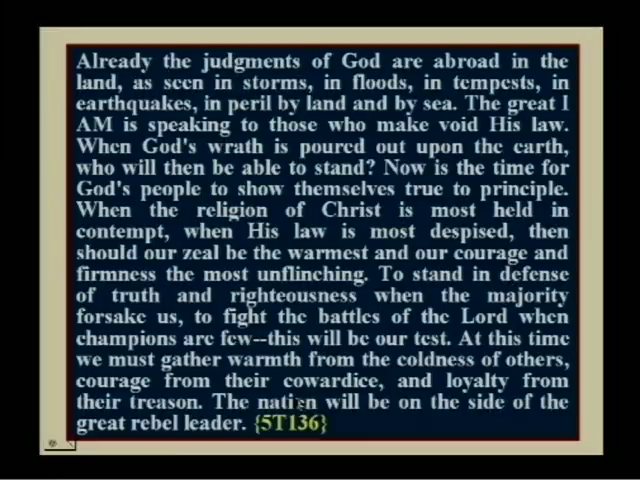 Already the judgments of God are abroad in the
land, as seen in storms, in floods, in tempests, in
earthquakes, in peril by land and by sea. The great I
AM is speaking to those who make void His law.
When God's wrath is poured out upon the earth,
who will then be able to stand? Now is the time for
God's people to show themselves true to principle.
When the religion of Christ is most held in
contempt, when His law is most despised, then
should our zeal be the warmest and our courage and
firmness the most unflinching. To stand in defense
of truth and righteousness when the majority
forsake us, to fight the battles of the Lord when
champions are few--this will be our test. At this time
we must gather warmth from the coldness of others,
courage from their cowardice, and loyalty from
their treason. The nation will be on the side of the
great rebel leader. {5T136}